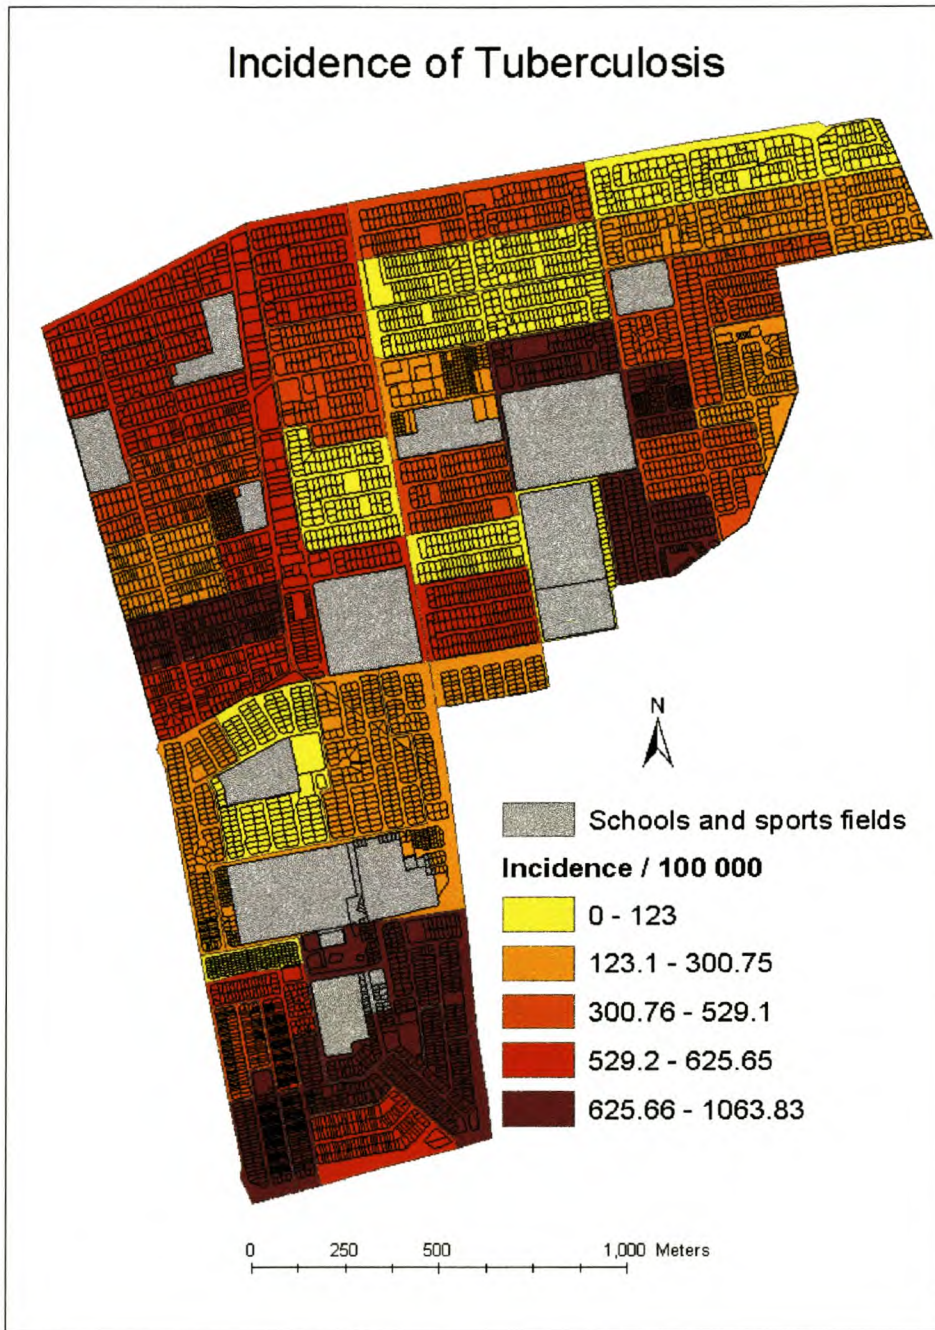 Incidence of Tuberculosis
N
Schools and sports fields
Incidence / 100 000
0 - 123
123.1 - 300.75
300.76 - 529.1
529.2 - 625.65
625.66 - 1063.83
0 250 500 1,000 Meters